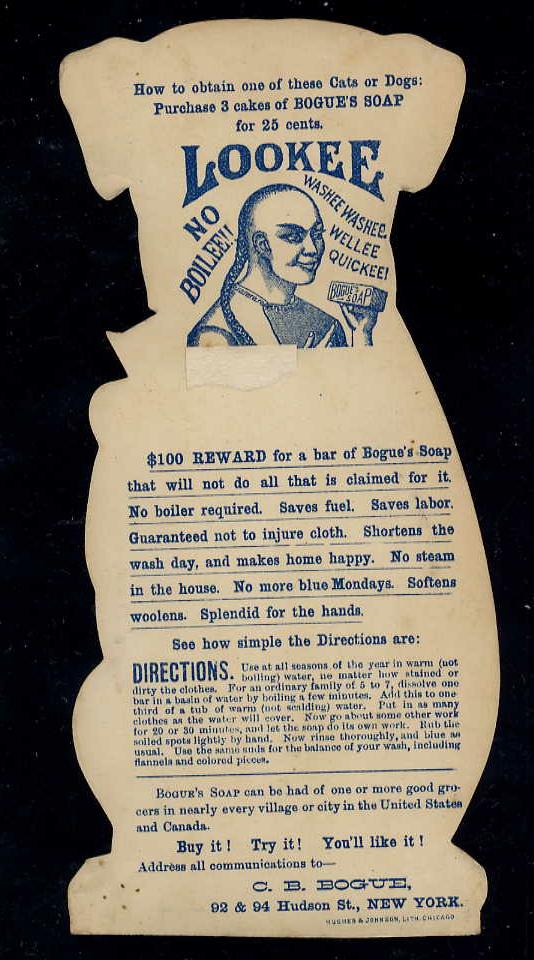 How to obtain one of these Cats or Dogs:
Purchase 3 cakes of BOGUE'S SOAP
for 25 cents.
LOOKEE
NO
BOILEE!!
WASHEE WASHEE.
WELLEE
QUICKEE!
BOGUE'S
SOAP
$100 REWARD for a bar of Bogue's Soap
that will not do all that is claimed for it.
No boiler required. Saves fuel. Saves labor.
Guaranteed not to injure cloth. Shortens the
wash day, and makes home happy. No steam
in the house. No more blue Mondays. Softens
woolens. Splendid for the hands.
See how simple the Directions are:
DIRECTIONS. Use at all seasons of the year in warm (not
boiling) water, no matter how stained or
dirty the clothes. For an ordinary family of 5 to 7, dissolve one
bar in a basin of water by boiling a few minutes. Add this to one-
third of a tub of warm (not scalding) water. Put in as many
clothes as the water will cover. Now go about some other work
for 20 or 30 minutes, and let the soap do its own work. Rub the
soiled spots lightly by hand. Now rinse thoroughly, and blue as
usual. Use the same suds for the balance of your wash, including
flannels and colored pieces.
BOGUE'S SOAP can be had of one or more good gro-
cers in nearly every village or city in the United States
and Canada.
Buy it! Try it! You'll like it!
Address all communications to—
C. B. BOGUE,
92 & 94 Hudson St., NEW YORK.
HUGHES & JOHNSON, LITH. CHICAGO